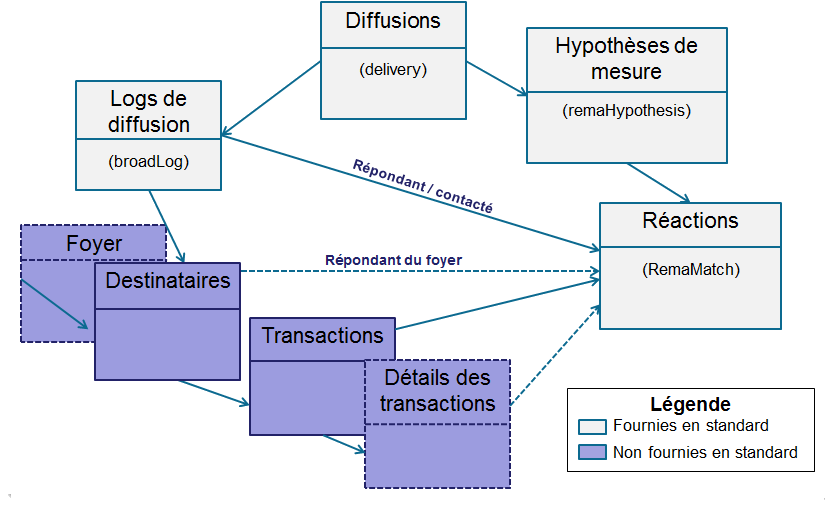 Diffusions
(delivery)
Hypothèses de
mesure
(remaHypothesis)
Logs de
diffusion
(broadLog)
Répondant / contacté
Réactions
(RemaMatch)
Foyer
Répondant du foyer
Destinataires
Transactions
Détails des
transactions
Légende
Fournies en standard
Non fournies en standard